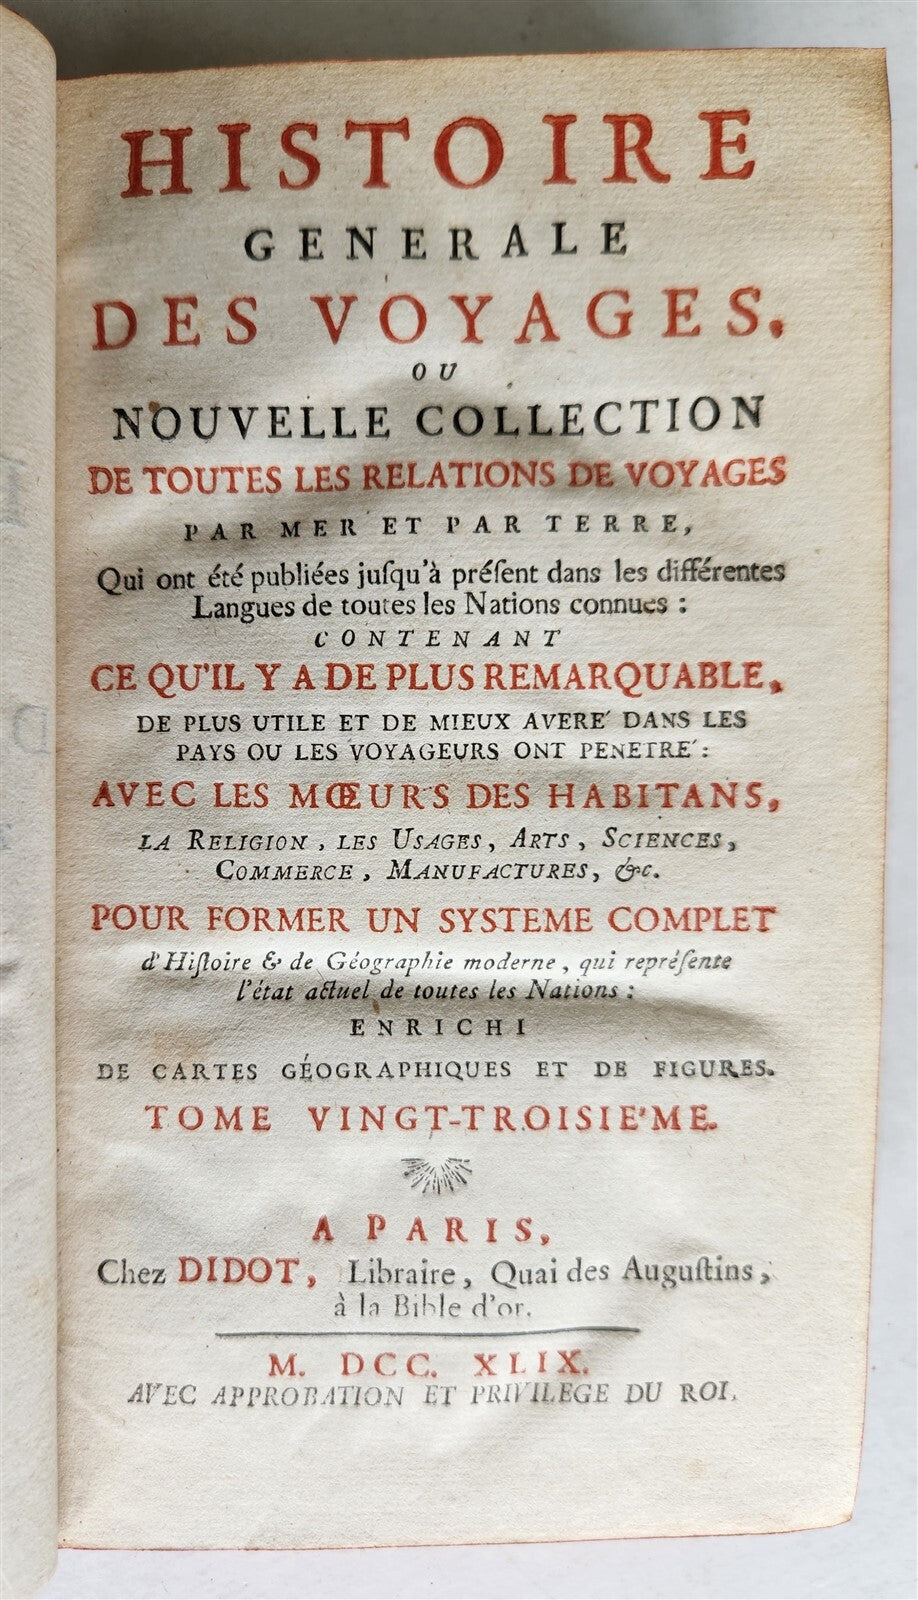 HISTOIRE
GENERALE
DES VOYAGES,
OU
NOUVELLE COLLECTION
DE TOUTES LES RELATIONS DE VOYAGES
PAR MER ET PAR TERRE,
Qui ont été publiées juſqu'à préſent dans les différentes
Langues de toutes les Nations connues :
CONTENANT
CE QU'IL Y A DE PLUS REMARQUABLE,
DE PLUS UTILE ET DE MIEUX AVERE' DANS LES
PAYS OU LES VOYAGEURS ONT PENETRE':
AVEC LES MŒURS DES HABITANS,
LA RELIGION, LES USAGES, ARTS, SCIENCES,
COMMERCE, MANUFACTURES, &c.
POUR FORMER UN SYSTEME COMPLET
d'Hiſtoire & de Géographie moderne, qui repréſente
l'état actuel de toutes les Nations :
ENRICHI
DE CARTES GÉOGRAPHIQUES ET DE FIGURES.
TOME VINGT-TROISIE'ME.
A PARIS,
Chez DIDOT, Libraire, Quai des Auguſtins,
à la Bible d'or.
M. DCC. XLIX.
AVEC APPROBATION ET PRIVILEGE DU ROI.